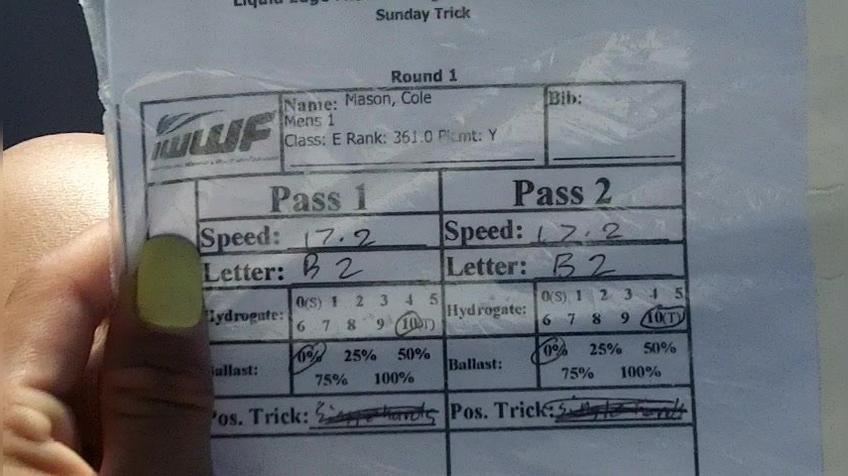 Sunday Trick
Round 1
IWWF Name: Mason, Cole Bib:
Mens 1
Class: E Rank: 361.0 Plcmt: Y
Pass 1 Pass 2
Speed: 17.2 Speed: 17.2
Letter: B2 Letter: B2
Hydrogate: 0(S) 1 2 3 4 5 Hydrogate: 0(S) 1 2 3 4 5
6 7 8 9 10(T) 6 7 8 9 10(T)
allast: 0% 25% 50% Ballast: 0% 25% 50%
75% 100% 75% 100%
Pos. Trick: Pos. Trick: